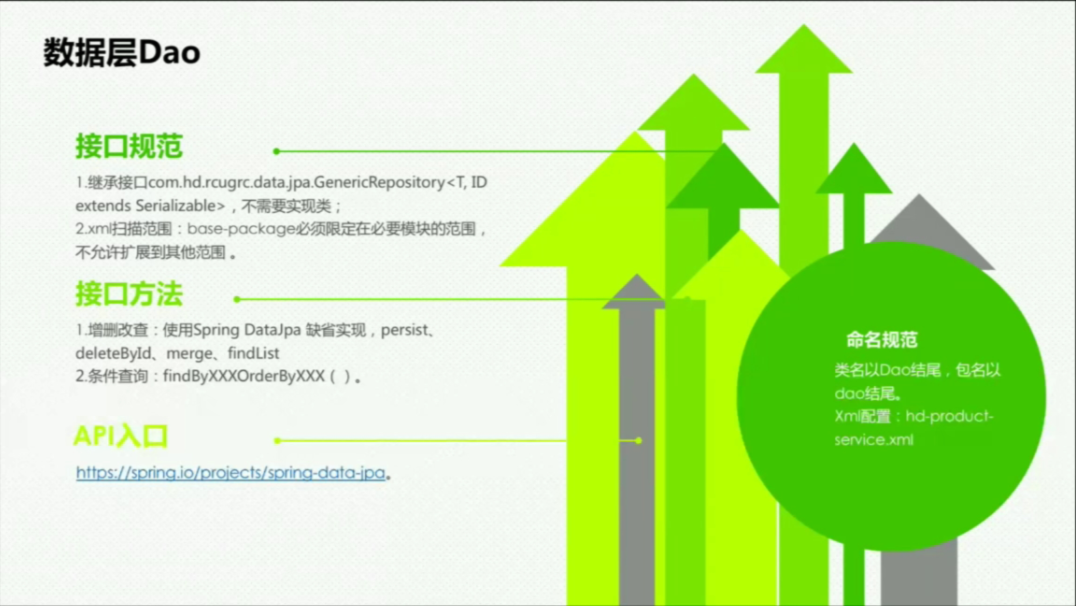 数据层Dao
接口规范
1.继承接口com.hd.rcugrc.data.jpa.GenericRepository<T, ID
extends Serializable>，不需要实现类；
2.xml扫描范围：base-package必须限定在必要模块的范围，
不允许扩展到其他范围 。
接口方法
1.增删改查：使用Spring DataJpa 缺省实现，persist、
deleteById、merge、findList
2.条件查询：findByXXXOrderByXXX（ ）。
API入口
https://spring.io/projects/spring-data-jpa。
命名规范
类名以Dao结尾，包名以
dao结尾。
Xml配置：hd-product-
service.xml